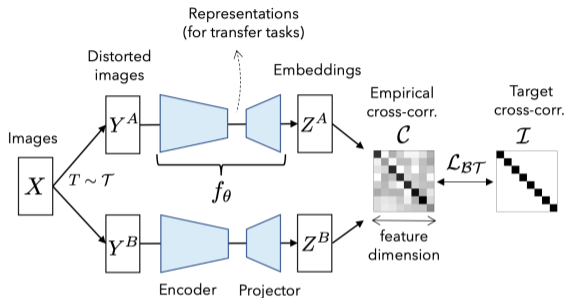 Representations
(for transfer tasks)
Distorted
images
Embeddings
Images
Empirical
cross-corr.
Target
cross-corr.
X
T ~ 𝒯
Y^A
Z^A
f_θ
𝒞
ℒ_ℬ𝒯
ℐ
Y^B
Z^B
feature
dimension
Encoder
Projector